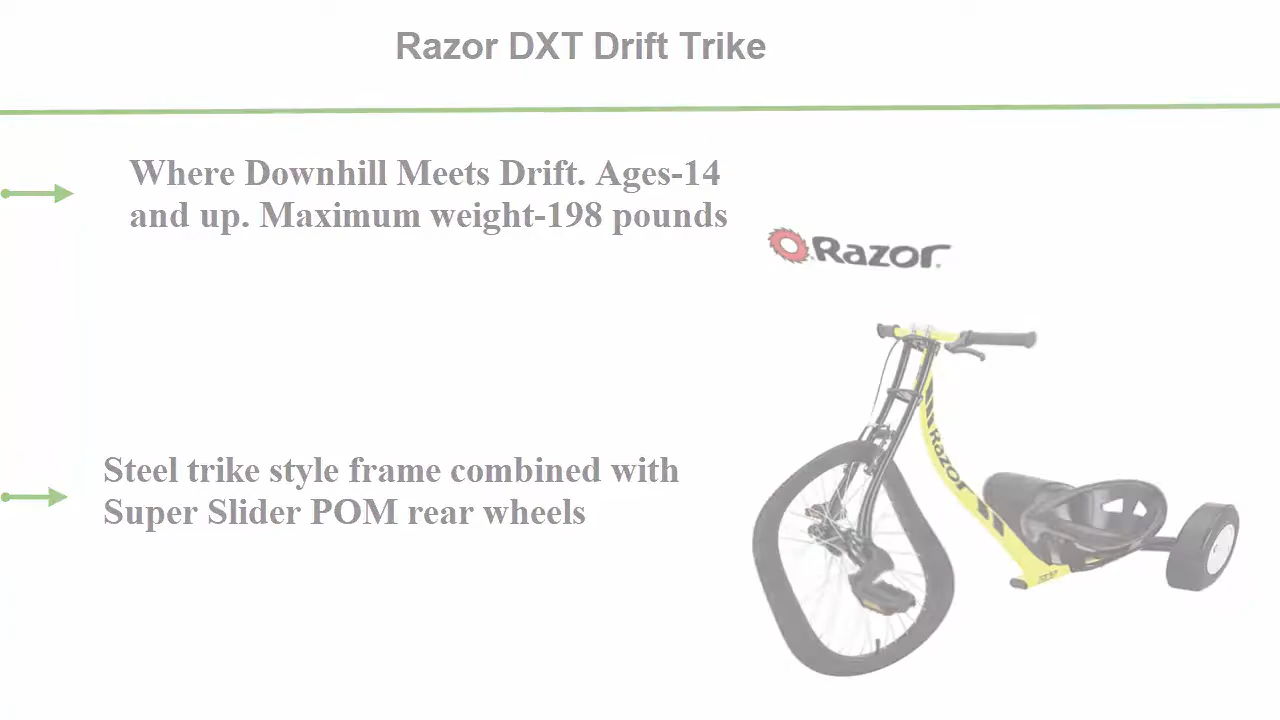 Razor DXT Drift Trike
Where Downhill Meets Drift. Ages-14
and up. Maximum weight-198 pounds
Razor
Razor
Steel trike style frame combined with
Super Slider POM rear wheels